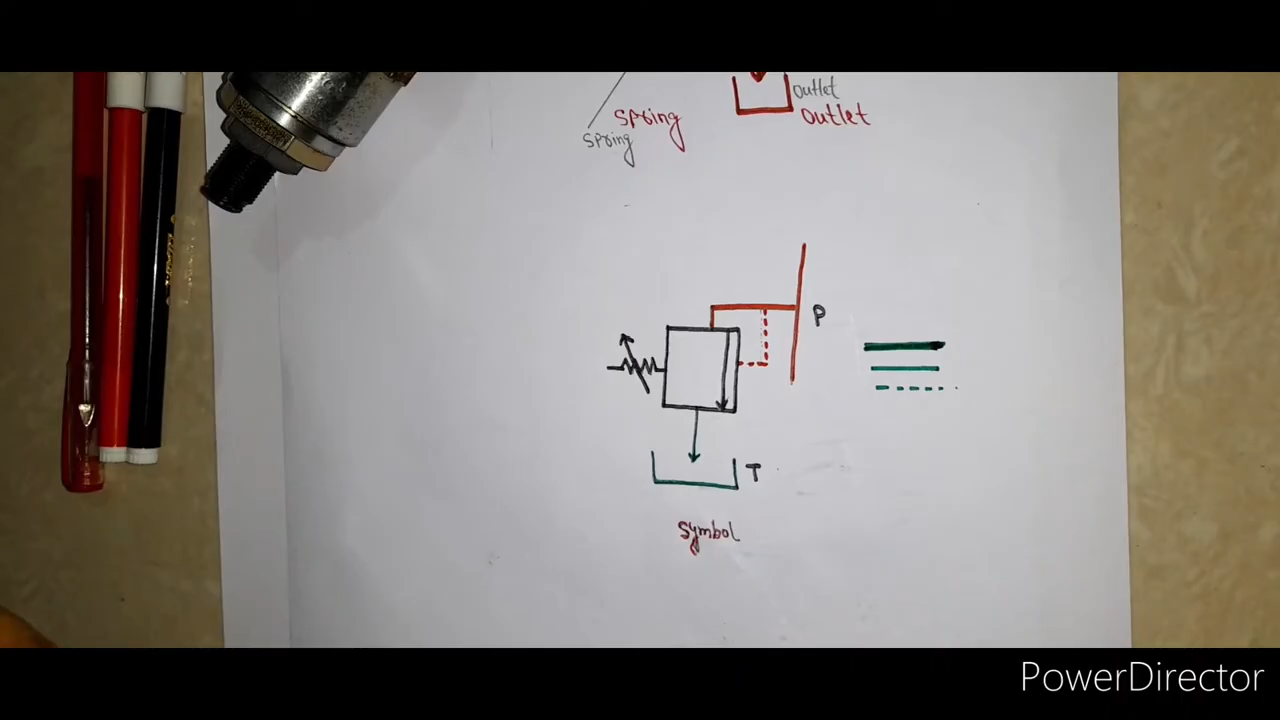 outlet
outlet
spring
spring
P
T
symbol
PowerDirector